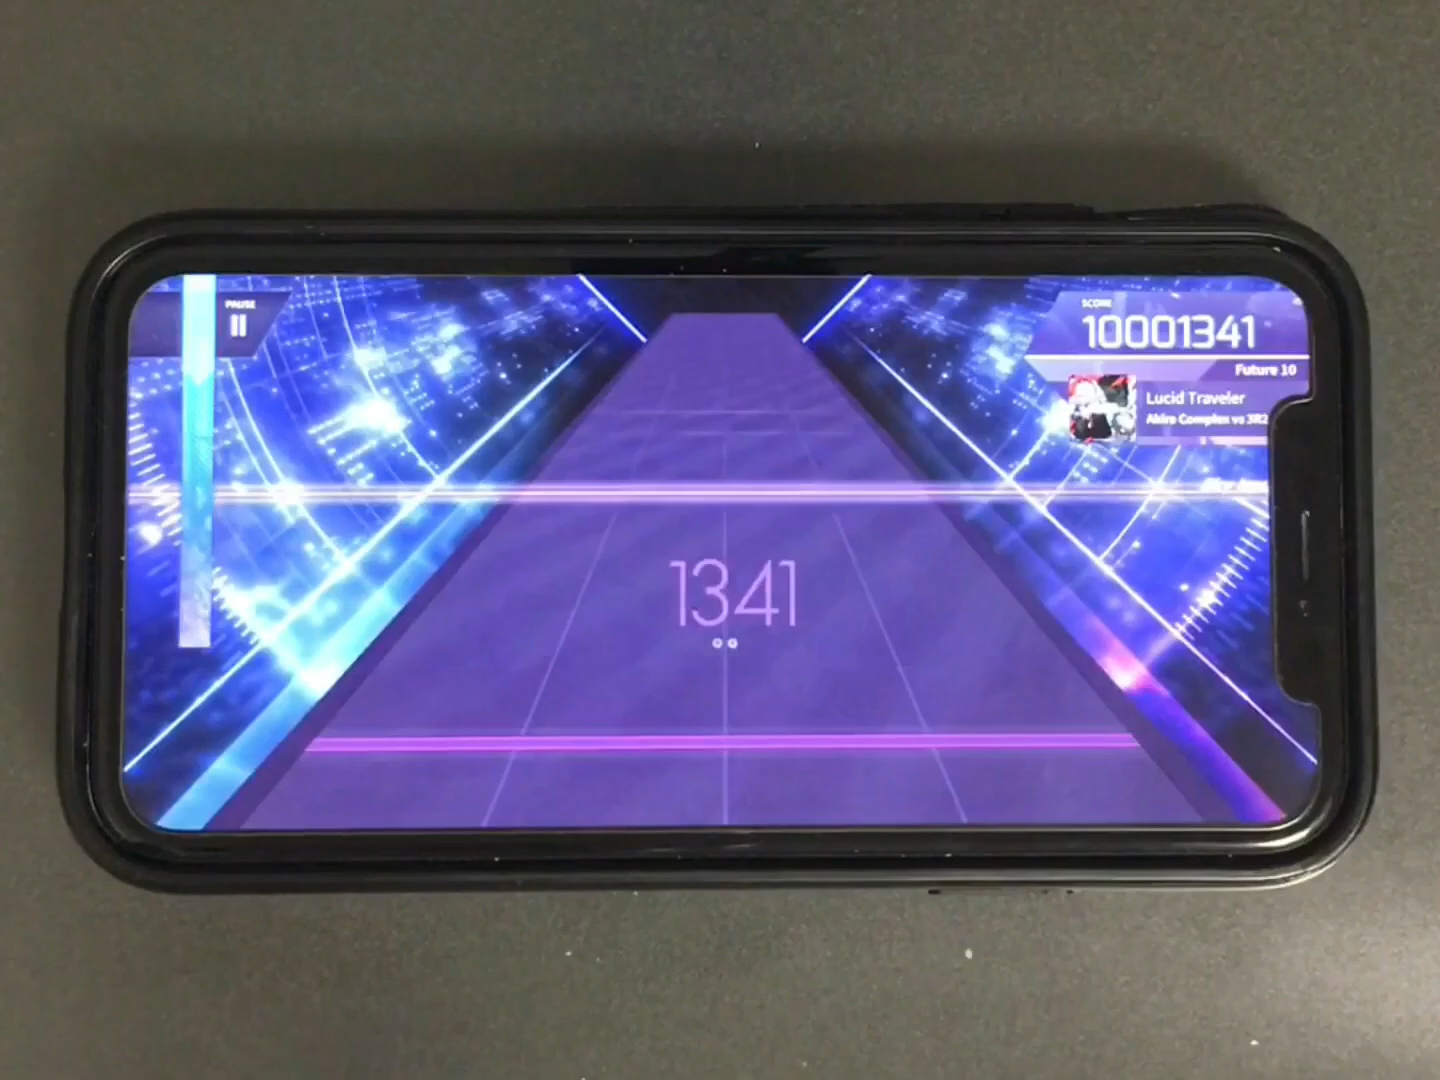 PAUSE
SCORE
10001341
Future 10
Lucid Traveler
Akira Complex vs 3R2
1341